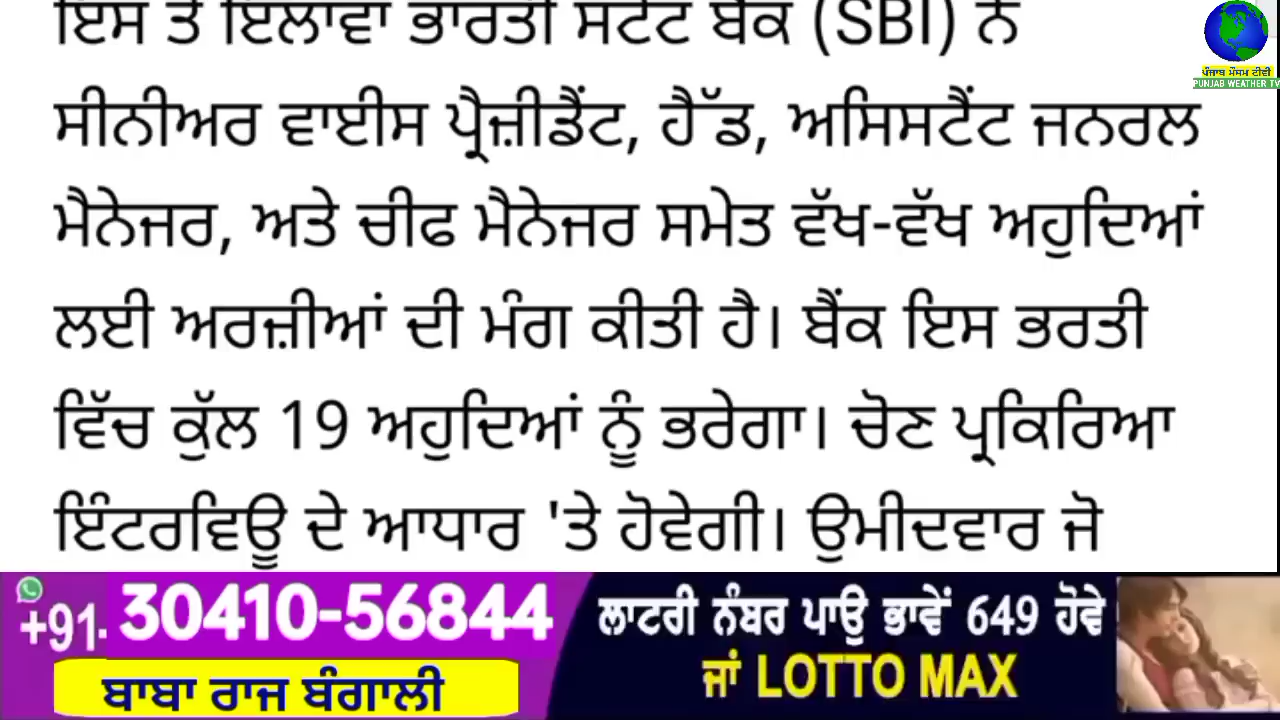 ਇਸ ਤੋਂ ਇਲਾਵਾ ਭਾਰਤੀ ਸਟੇਟ ਬੈਂਕ (SBI) ਨੇ
ਸੀਨੀਅਰ ਵਾਈਸ ਪ੍ਰੈਜ਼ੀਡੈਂਟ, ਹੈੱਡ, ਅਸਿਸਟੈਂਟ ਜਨਰਲ
ਮੈਨੇਜਰ, ਅਤੇ ਚੀਫ ਮੈਨੇਜਰ ਸਮੇਤ ਵੱਖ-ਵੱਖ ਅਹੁਦਿਆਂ
ਲਈ ਅਰਜ਼ੀਆਂ ਦੀ ਮੰਗ ਕੀਤੀ ਹੈ। ਬੈਂਕ ਇਸ ਭਰਤੀ
ਵਿੱਚ ਕੁੱਲ 19 ਅਹੁਦਿਆਂ ਨੂੰ ਭਰੇਗਾ। ਚੋਣ ਪ੍ਰਕਿਰਿਆ
ਇੰਟਰਵਿਊ ਦੇ ਆਧਾਰ 'ਤੇ ਹੋਵੇਗੀ। ਉਮੀਦਵਾਰ ਜੋ
ਪੰਜਾਬ ਮੌਸਮ ਟੀਵੀ
PUNJAB WEATHER TV
+91-30410-56844
ਬਾਬਾ ਰਾਜ ਬੰਗਾਲੀ
ਲਾਟਰੀ ਨੰਬਰ ਪਾਉ ਭਾਵੇਂ 649 ਹੋਵੇ
ਜਾਂ LOTTO MAX